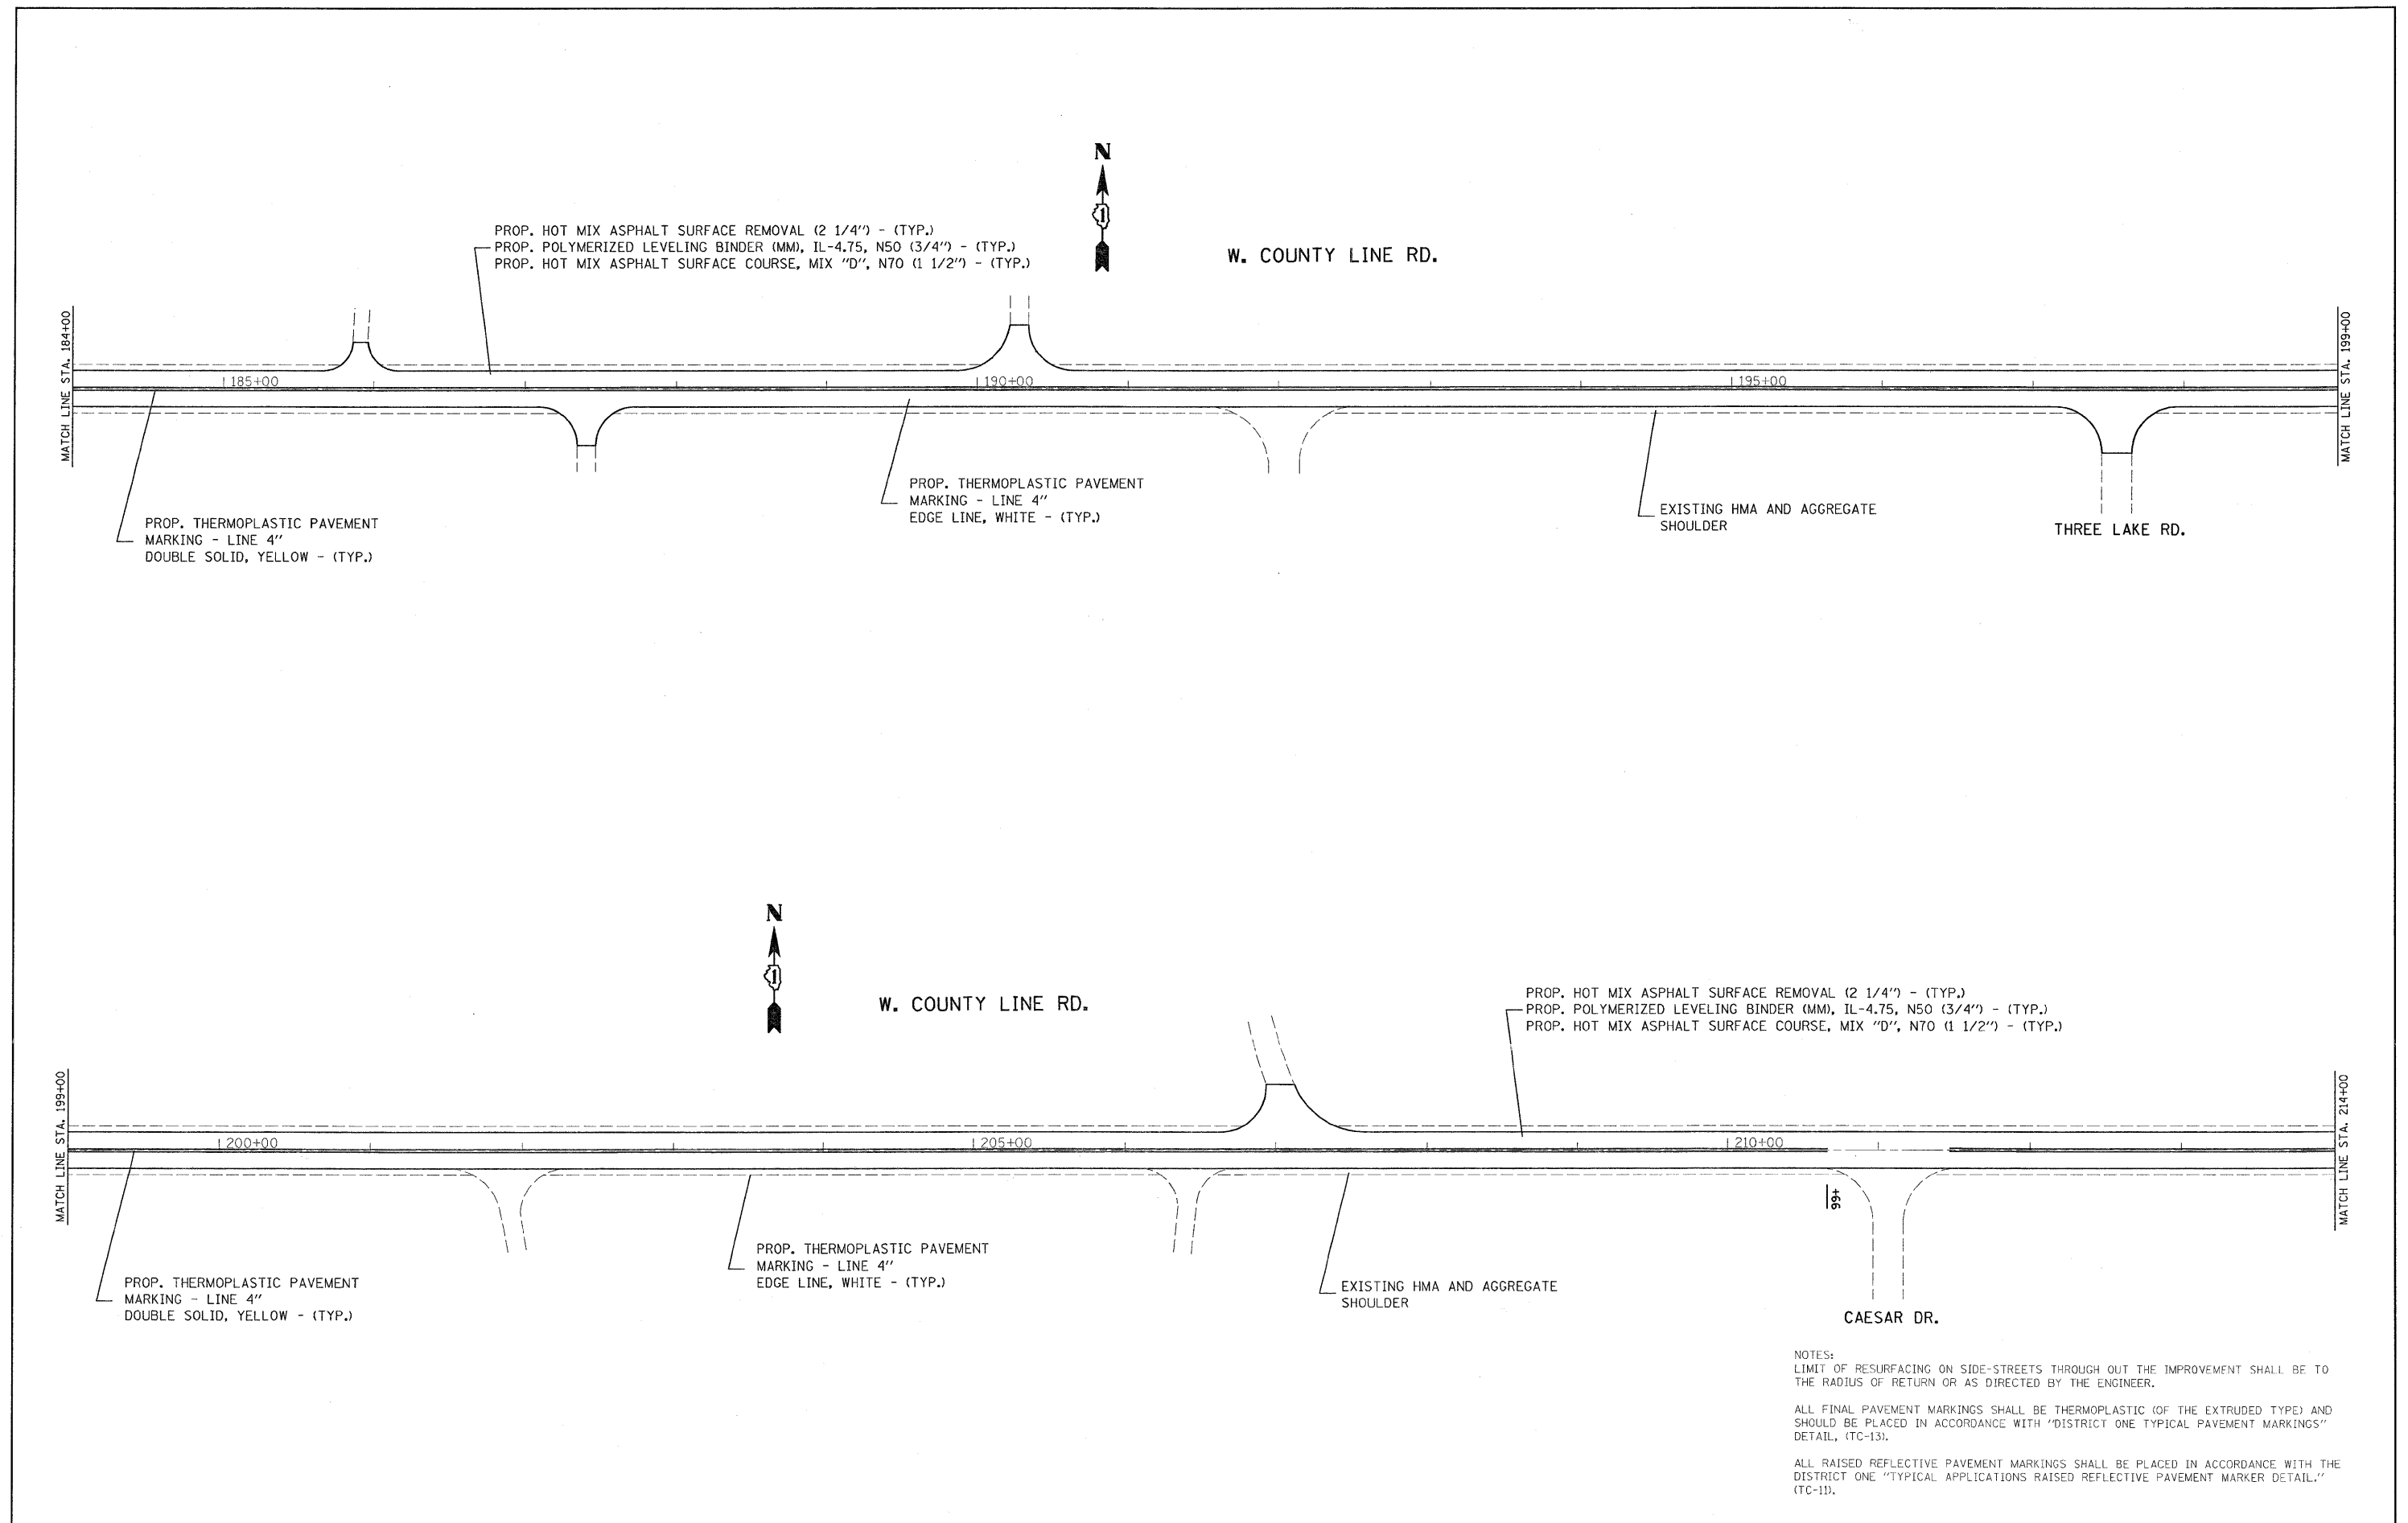 N
1
PROP. HOT MIX ASPHALT SURFACE REMOVAL (2 1/4") - (TYP.)
PROP. POLYMERIZED LEVELING BINDER (MM), IL-4.75, N50 (3/4") - (TYP.)
PROP. HOT MIX ASPHALT SURFACE COURSE, MIX "D", N70 (1 1/2") - (TYP.)
W. COUNTY LINE RD.
MATCH LINE STA. 184+00
185+00
190+00
195+00
MATCH LINE STA. 199+00
PROP. THERMOPLASTIC PAVEMENT
MARKING - LINE 4"
DOUBLE SOLID, YELLOW - (TYP.)
PROP. THERMOPLASTIC PAVEMENT
MARKING - LINE 4"
EDGE LINE, WHITE - (TYP.)
EXISTING HMA AND AGGREGATE
SHOULDER
THREE LAKE RD.
N
1
W. COUNTY LINE RD.
PROP. HOT MIX ASPHALT SURFACE REMOVAL (2 1/4") - (TYP.)
PROP. POLYMERIZED LEVELING BINDER (MM), IL-4.75, N50 (3/4") - (TYP.)
PROP. HOT MIX ASPHALT SURFACE COURSE, MIX "D", N70 (1 1/2") - (TYP.)
MATCH LINE STA. 199+00
200+00
205+00
210+00
MATCH LINE STA. 214+00
PROP. THERMOPLASTIC PAVEMENT
MARKING - LINE 4"
DOUBLE SOLID, YELLOW - (TYP.)
PROP. THERMOPLASTIC PAVEMENT
MARKING - LINE 4"
EDGE LINE, WHITE - (TYP.)
EXISTING HMA AND AGGREGATE
SHOULDER
CAESAR DR.
NOTES:
LIMIT OF RESURFACING ON SIDE-STREETS THROUGH OUT THE IMPROVEMENT SHALL BE TO
THE RADIUS OF RETURN OR AS DIRECTED BY THE ENGINEER.
ALL FINAL PAVEMENT MARKINGS SHALL BE THERMOPLASTIC (OF THE EXTRUDED TYPE) AND
SHOULD BE PLACED IN ACCORDANCE WITH "DISTRICT ONE TYPICAL PAVEMENT MARKINGS"
DETAIL, (TC-13).
ALL RAISED REFLECTIVE PAVEMENT MARKINGS SHALL BE PLACED IN ACCORDANCE WITH THE
DISTRICT ONE "TYPICAL APPLICATIONS RAISED REFLECTIVE PAVEMENT MARKER DETAIL."
(TC-11).